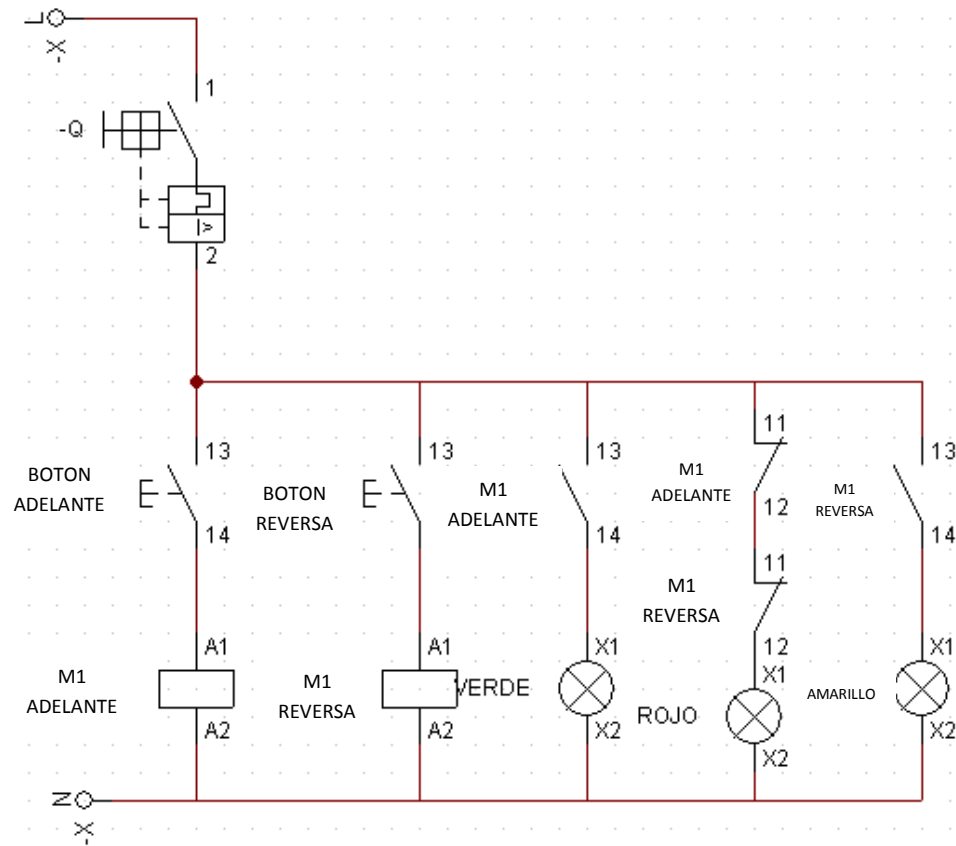 L
-X
1
-Q
2
13
13
13
11
13
BOTON
ADELANTE
BOTON
REVERSA
M1
ADELANTE
M1
ADELANTE
M1
REVERSA
14
14
14
12
14
11
M1
REVERSA
12
A1
A1
X1
X1
X1
M1
ADELANTE
M1
REVERSA
VERDE
ROJO
AMARILLO
A2
A2
X2
X2
X2
N
-X